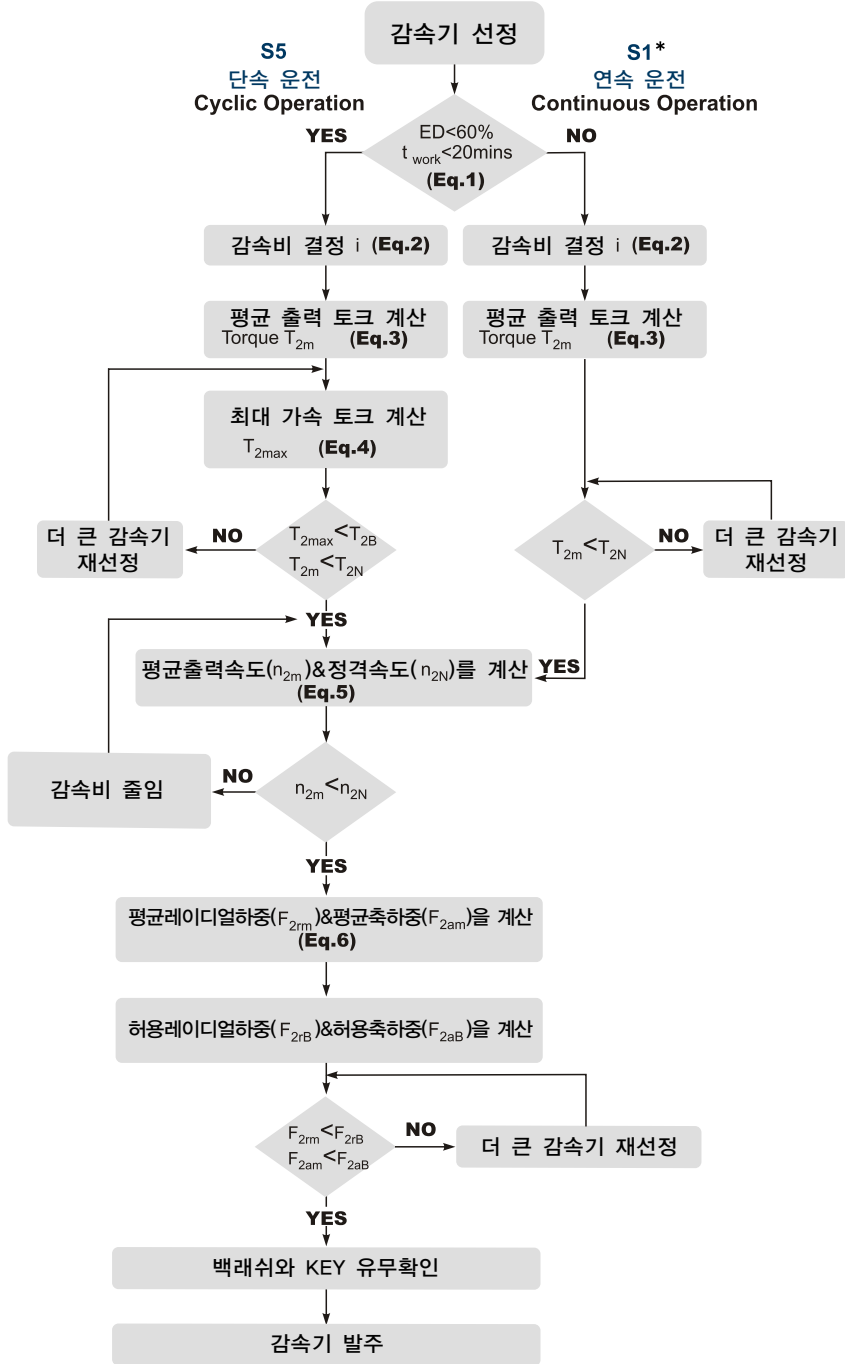 감속기 선정
S5
단속 운전
Cyclic Operation
S1*
연속 운전
Continuous Operation
YES
ED<60%
t work<20mins
(Eq.1)
NO
감속비 결정 i (Eq.2)
감속비 결정 i (Eq.2)
평균 출력 토크 계산
Torque T2m (Eq.3)
평균 출력 토크 계산
Torque T2m (Eq.3)
최대 가속 토크 계산
T2max (Eq.4)
더 큰 감속기
재선정
NO
T2max<T2B
T2m<T2N
T2m<T2N
NO
더 큰 감속기
재선정
YES
평균출력속도(n2m)&정격속도(n2N)를 계산
(Eq.5)
YES
감속비 줄임
NO
n2m<n2N
YES
평균레이디얼하중(F2rm)&평균축하중(F2am)을 계산
(Eq.6)
허용레이디얼하중(F2rB)&허용축하중(F2aB)을 계산
F2rm<F2rB
F2am<F2aB
NO
더 큰 감속기 재선정
YES
백래쉬와 KEY 유무확인
감속기 발주